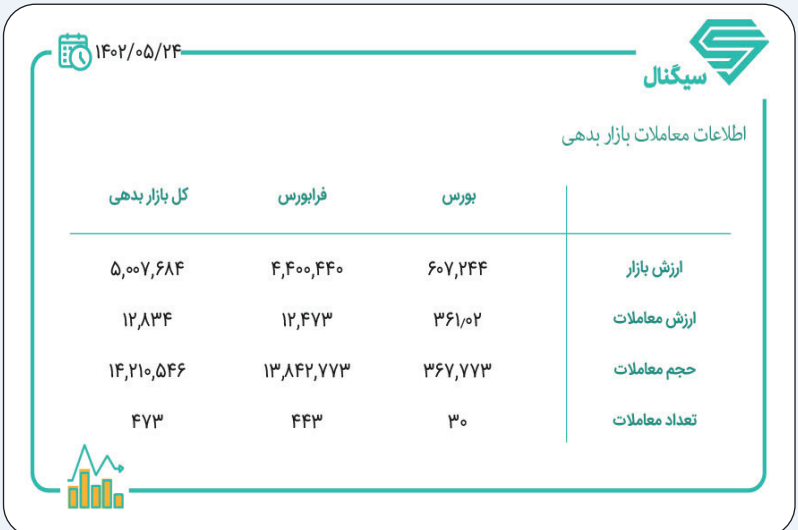 ۱۴۰۲/۰۵/۲۴
سیگنال
اطلاعات معاملات بازار بدهی
بورس فرابورس کل بازار بدهی
ارزش بازار ۶۰۷,۲۴۴ ۴,۴۰۰,۴۴۰ ۵,۰۰۷,۶۸۴
ارزش معاملات ۳۶۱٫۰۲ ۱۲,۴۷۳ ۱۲,۸۳۴
حجم معاملات ۳۶۷,۷۷۳ ۱۳,۸۴۲,۷۷۳ ۱۴,۲۱۰,۵۴۶
تعداد معاملات ۳۰ ۴۴۳ ۴۷۳